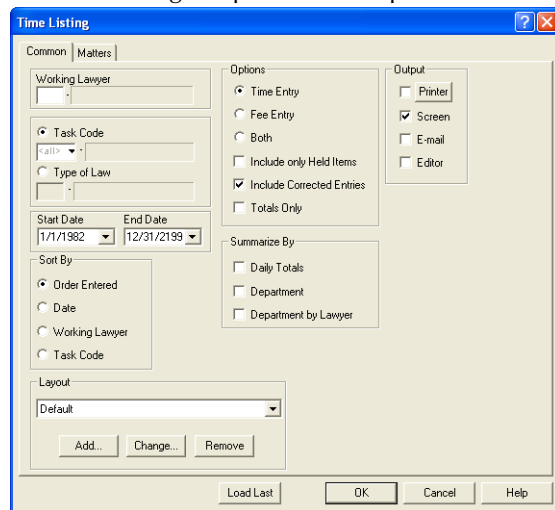 Time Listing
Common
Matters
Working Lawyer
-
Task Code
<all> -
Type of Law
-
Start Date
End Date
1/1/1982
12/31/2199
Sort By
Order Entered
Date
Working Lawyer
Task Code
Layout
Default
Add...
Change...
Remove
Options
Time Entry
Fee Entry
Both
Include only Held Items
Include Corrected Entries
Totals Only
Summarize By
Daily Totals
Department
Department by Lawyer
Output
Printer
Screen
E-mail
Editor
Load Last
OK
Cancel
Help